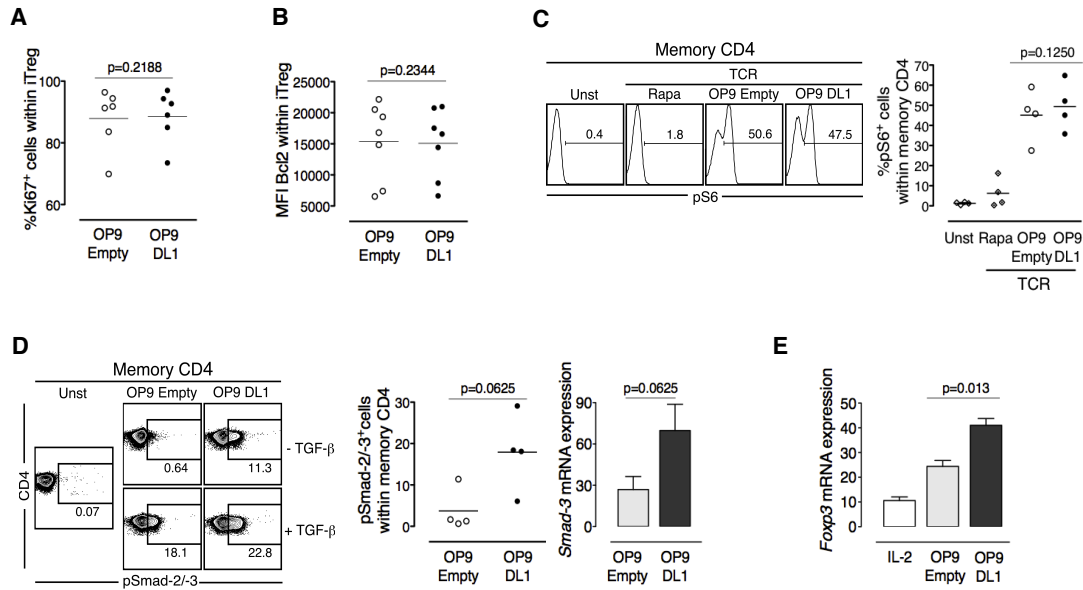 A
%Ki67+ cells within iTreg
p=0.2188
100
80
60
OP9
Empty
OP9
DL1
B
MFI Bcl2 within iTreg
p=0.2344
25000
20000
15000
10000
5000
OP9
Empty
OP9
DL1
C
Memory CD4
TCR
Unst
Rapa
OP9 Empty
OP9 DL1
0.4
1.8
50.6
47.5
pS6
%pS6+ cells
within memory CD4
p=0.1250
70
60
50
40
30
20
10
0
Unst
Rapa
OP9
Empty
OP9
DL1
TCR
D
Memory CD4
Unst
OP9 Empty
OP9 DL1
CD4
0.07
0.64
11.3
- TGF-β
18.1
22.8
+ TGF-β
pSmad-2/-3
pSmad-2/-3+cells
within memory CD4
p=0.0625
30
20
10
0
OP9
Empty
OP9
DL1
Smad-3 mRNA expression
p=0.0625
90
60
30
0
OP9
Empty
OP9
DL1
E
Foxp3 mRNA expression
p=0.013
50
40
30
20
10
0
IL-2
OP9
Empty
OP9
DL1